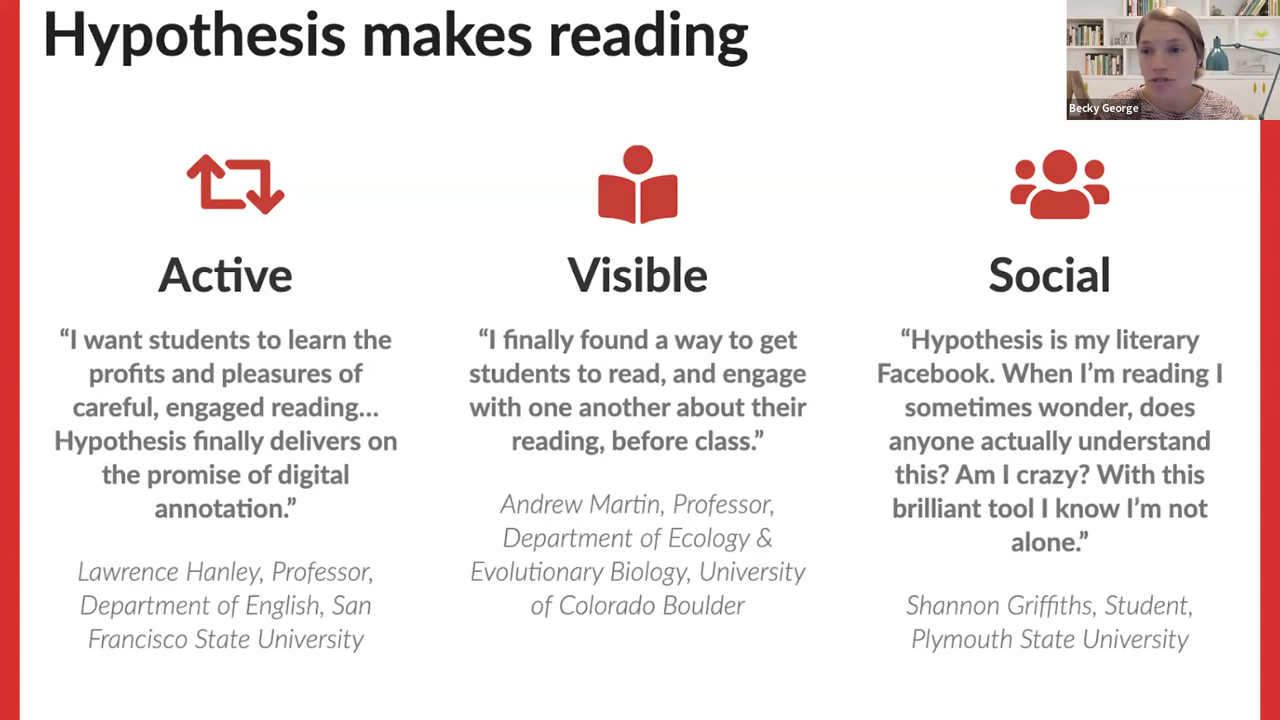 Hypothesis makes reading
Becky George
Active
“I want students to learn the
profits and pleasures of
careful, engaged reading...
Hypothesis finally delivers on
the promise of digital
annotation.”
Lawrence Hanley, Professor,
Department of English, San
Francisco State University
Visible
“I finally found a way to get
students to read, and engage
with one another about their
reading, before class.”
Andrew Martin, Professor,
Department of Ecology &
Evolutionary Biology, University
of Colorado Boulder
Social
“Hypothesis is my literary
Facebook. When I’m reading I
sometimes wonder, does
anyone actually understand
this? Am I crazy? With this
brilliant tool I know I’m not
alone.”
Shannon Griffiths, Student,
Plymouth State University